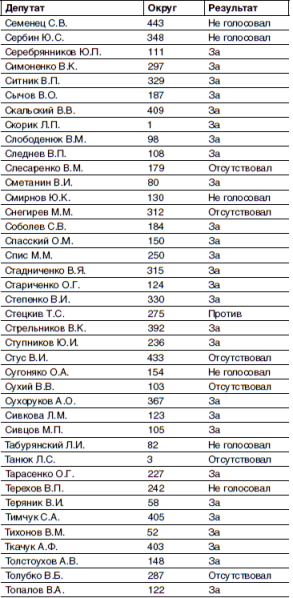 Депутат Округ Результат
Семенец С.В. 443 Не голосовал
Сербин Ю.С. 348 Не голосовал
Серебрянников Ю.П. 111 За
Симоненко В.К. 297 За
Ситник В.П. 329 За
Сычов В.О. 187 За
Скальский В.В. 409 За
Скорик Л.П. 1 За
Слободенюк В.М. 98 За
Следнев В.П. 108 За
Слесаренко В.М. 179 Отсутствовал
Сметанин В.И. 80 За
Смирнов Ю.К. 130 Не голосовал
Снегирев М.М. 312 Отсутствовал
Соболев С.В. 184 За
Спасский О.М. 150 За
Спис М.М. 250 За
Стадниченко В.Я. 315 За
Стариченко О.Г. 124 За
Степенко В.И. 330 За
Стецкив Т.С. 275 Против
Стрельников В.К. 392 За
Ступников Ю.И. 236 За
Стус В.И. 433 Отсутствовал
Сугоняко О.А. 154 Не голосовал
Сухий В.В. 103 Отсутствовал
Сухоруков А.О. 367 За
Сивкова Л.М. 123 За
Сивцов М.П. 105 За
Табурянский Л.И. 82 Не голосовал
Танюк Л.С. 3 Отсутствовал
Тарасенко О.Г. 227 За
Терехов В.П. 242 Не голосовал
Теряник В.И. 58 За
Тимчук С.А. 405 За
Тихонов В.М. 52 За
Ткачук А.Ф. 403 За
Толстоухов А.В. 148 За
Толубко В.Б. 287 Отсутствовал
Топалов В.А. 122 За